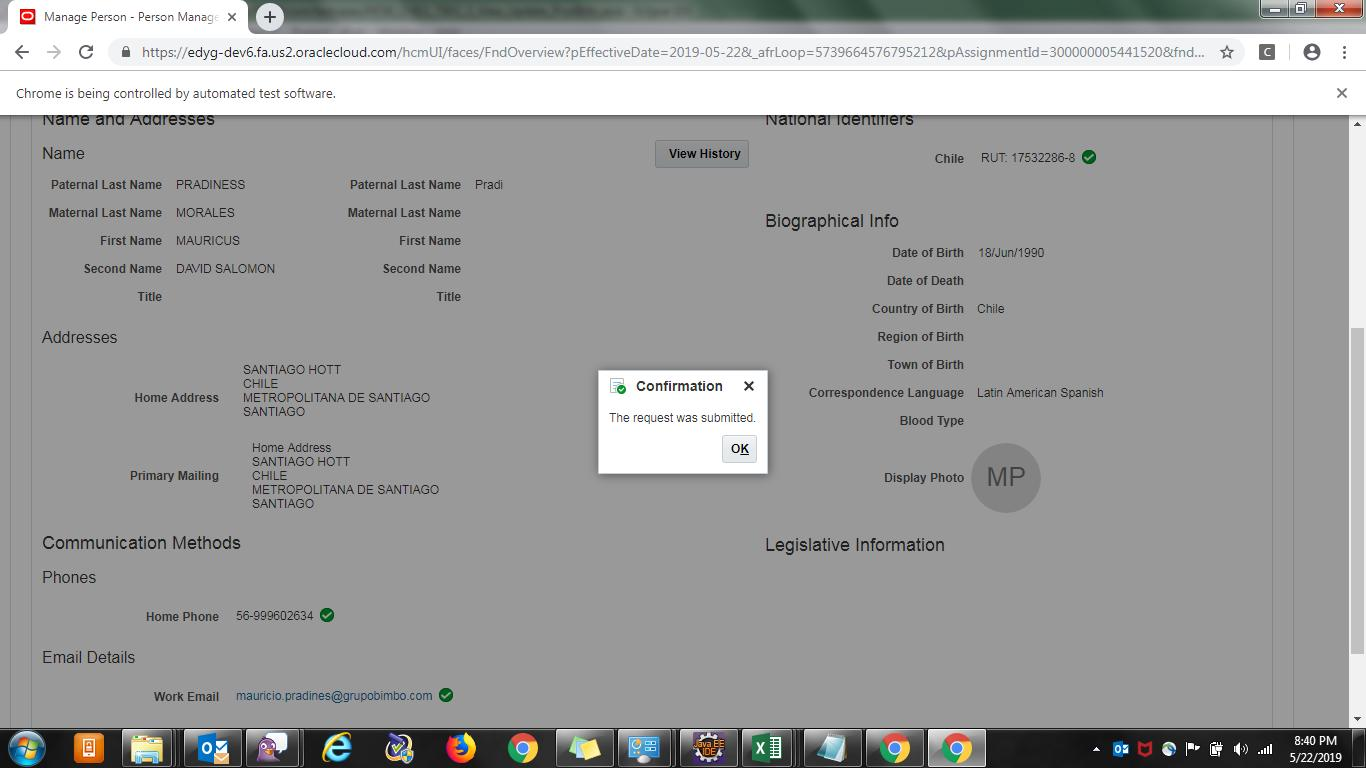 Manage Person - Person Manage
https://edyg-dev6.fa.us2.oraclecloud.com/hcmUI/faces/FndOverview?pEffectiveDate=2019-05-22&_afrLoop=5739664576795212&pAssignmentId=300000005441520&fnd...
C
Chrome is being controlled by automated test software.
Name and Addresses
National Identifiers
Name
View History
Chile RUT: 17532286-8
Paternal Last Name PRADINESS Paternal Last Name Pradi
Maternal Last Name MORALES Maternal Last Name
Biographical Info
First Name MAURICUS First Name
Date of Birth 18/Jun/1990
Second Name DAVID SALOMON Second Name
Date of Death
Title Title
Country of Birth Chile
Region of Birth
Addresses
Town of Birth
SANTIAGO HOTT
CHILE
Home Address METROPOLITANA DE SANTIAGO
SANTIAGO
Correspondence Language Latin American Spanish
Blood Type
Confirmation
The request was submitted.
OK
Home Address
SANTIAGO HOTT
Primary Mailing CHILE
METROPOLITANA DE SANTIAGO
SANTIAGO
Display Photo MP
Communication Methods
Legislative Information
Phones
Home Phone 56-999602634
Email Details
Work Email mauricio.pradines@grupobimbo.com
Java EE
IDE
8:40 PM
5/22/2019